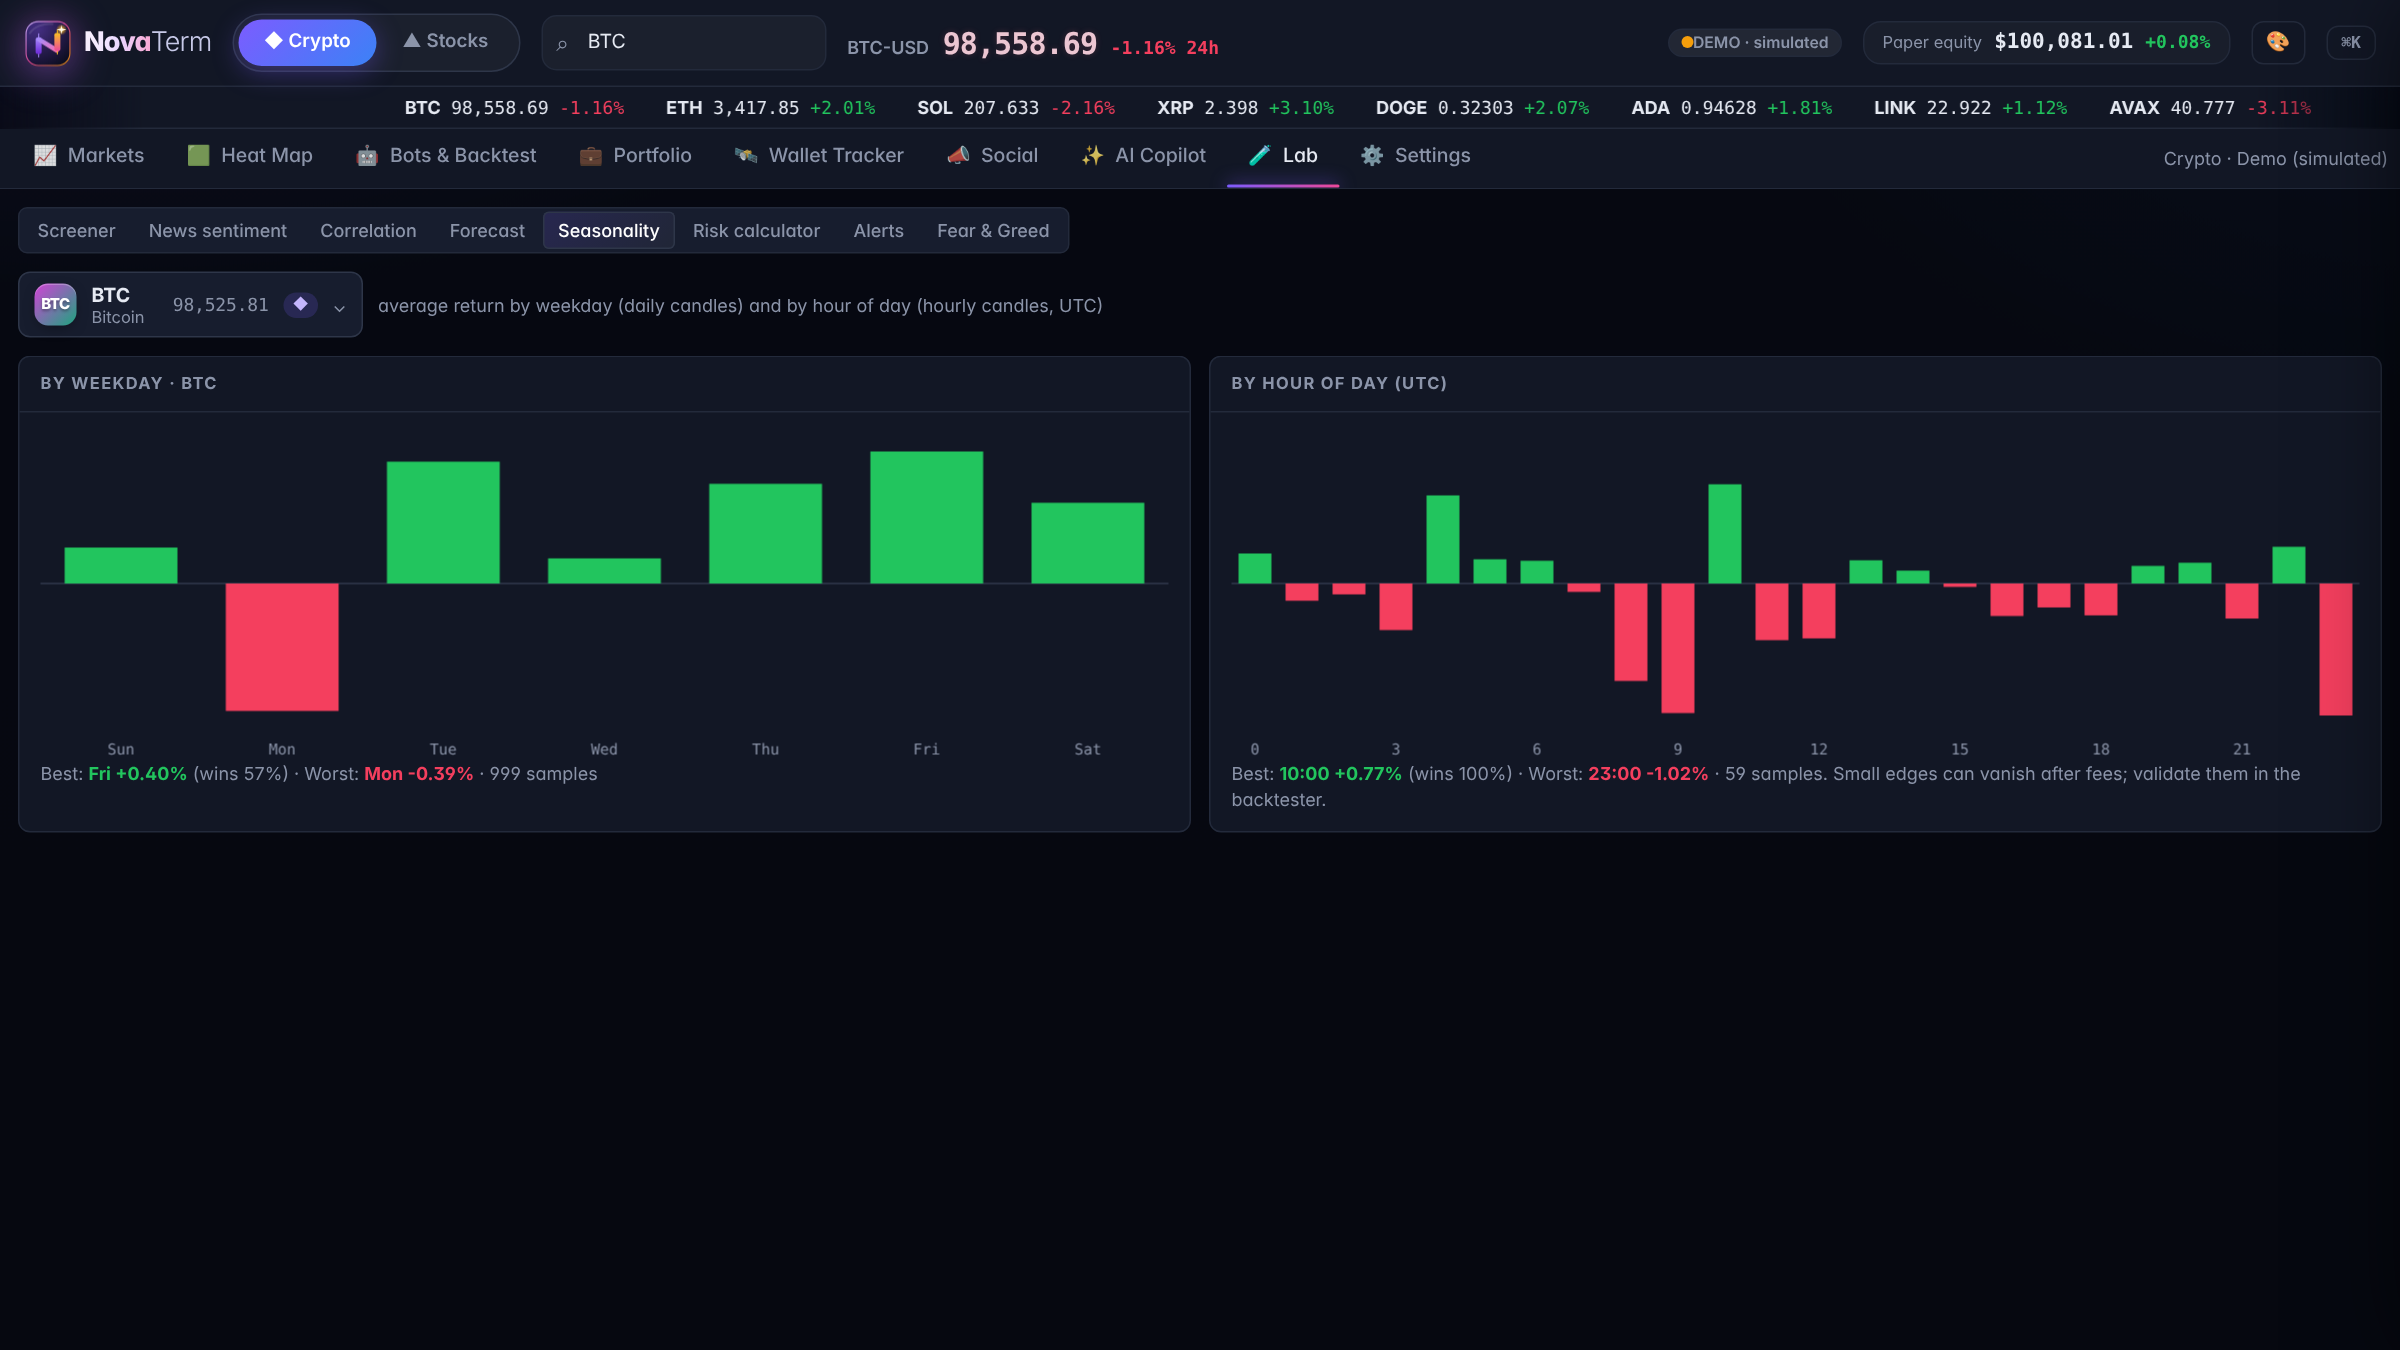 NovaTerm ◆ Crypto ▲ Stocks BTC BTC-USD 98,558.69 -1.16% 24h DEMO · simulated Paper equity $100,081.01 +0.08% ⌘K
BTC 98,558.69 -1.16% ETH 3,417.85 +2.01% SOL 207.633 -2.16% XRP 2.398 +3.10% DOGE 0.32303 +2.07% ADA 0.94628 +1.81% LINK 22.922 +1.12% AVAX 40.777 -3.11%
Markets Heat Map Bots & Backtest Portfolio Wallet Tracker Social AI Copilot Lab Settings Crypto · Demo (simulated)
Screener News sentiment Correlation Forecast Seasonality Risk calculator Alerts Fear & Greed
BTC BTC Bitcoin 98,525.81 ◆ average return by weekday (daily candles) and by hour of day (hourly candles, UTC)
BY WEEKDAY · BTC
Sun Mon Tue Wed Thu Fri Sat
Best: Fri +0.40% (wins 57%) · Worst: Mon -0.39% · 999 samples
BY HOUR OF DAY (UTC)
0 3 6 9 12 15 18 21
Best: 10:00 +0.77% (wins 100%) · Worst: 23:00 -1.02% · 59 samples. Small edges can vanish after fees; validate them in the
backtester.